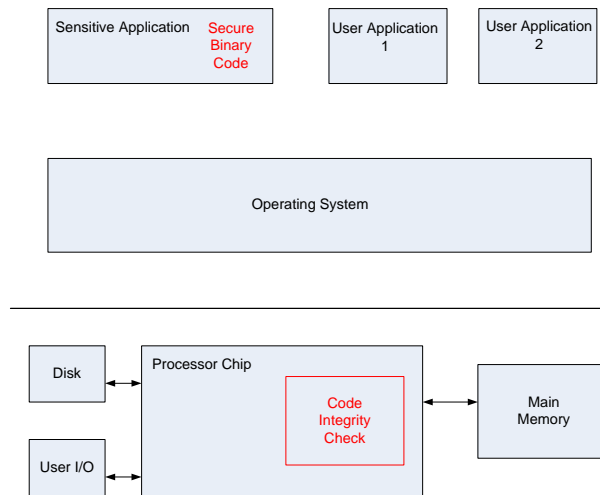 Sensitive Application
Secure
Binary
Code
User Application
1
User Application
2
Operating System
Disk
Processor Chip
Code
Integrity
Check
Main
Memory
User I/O